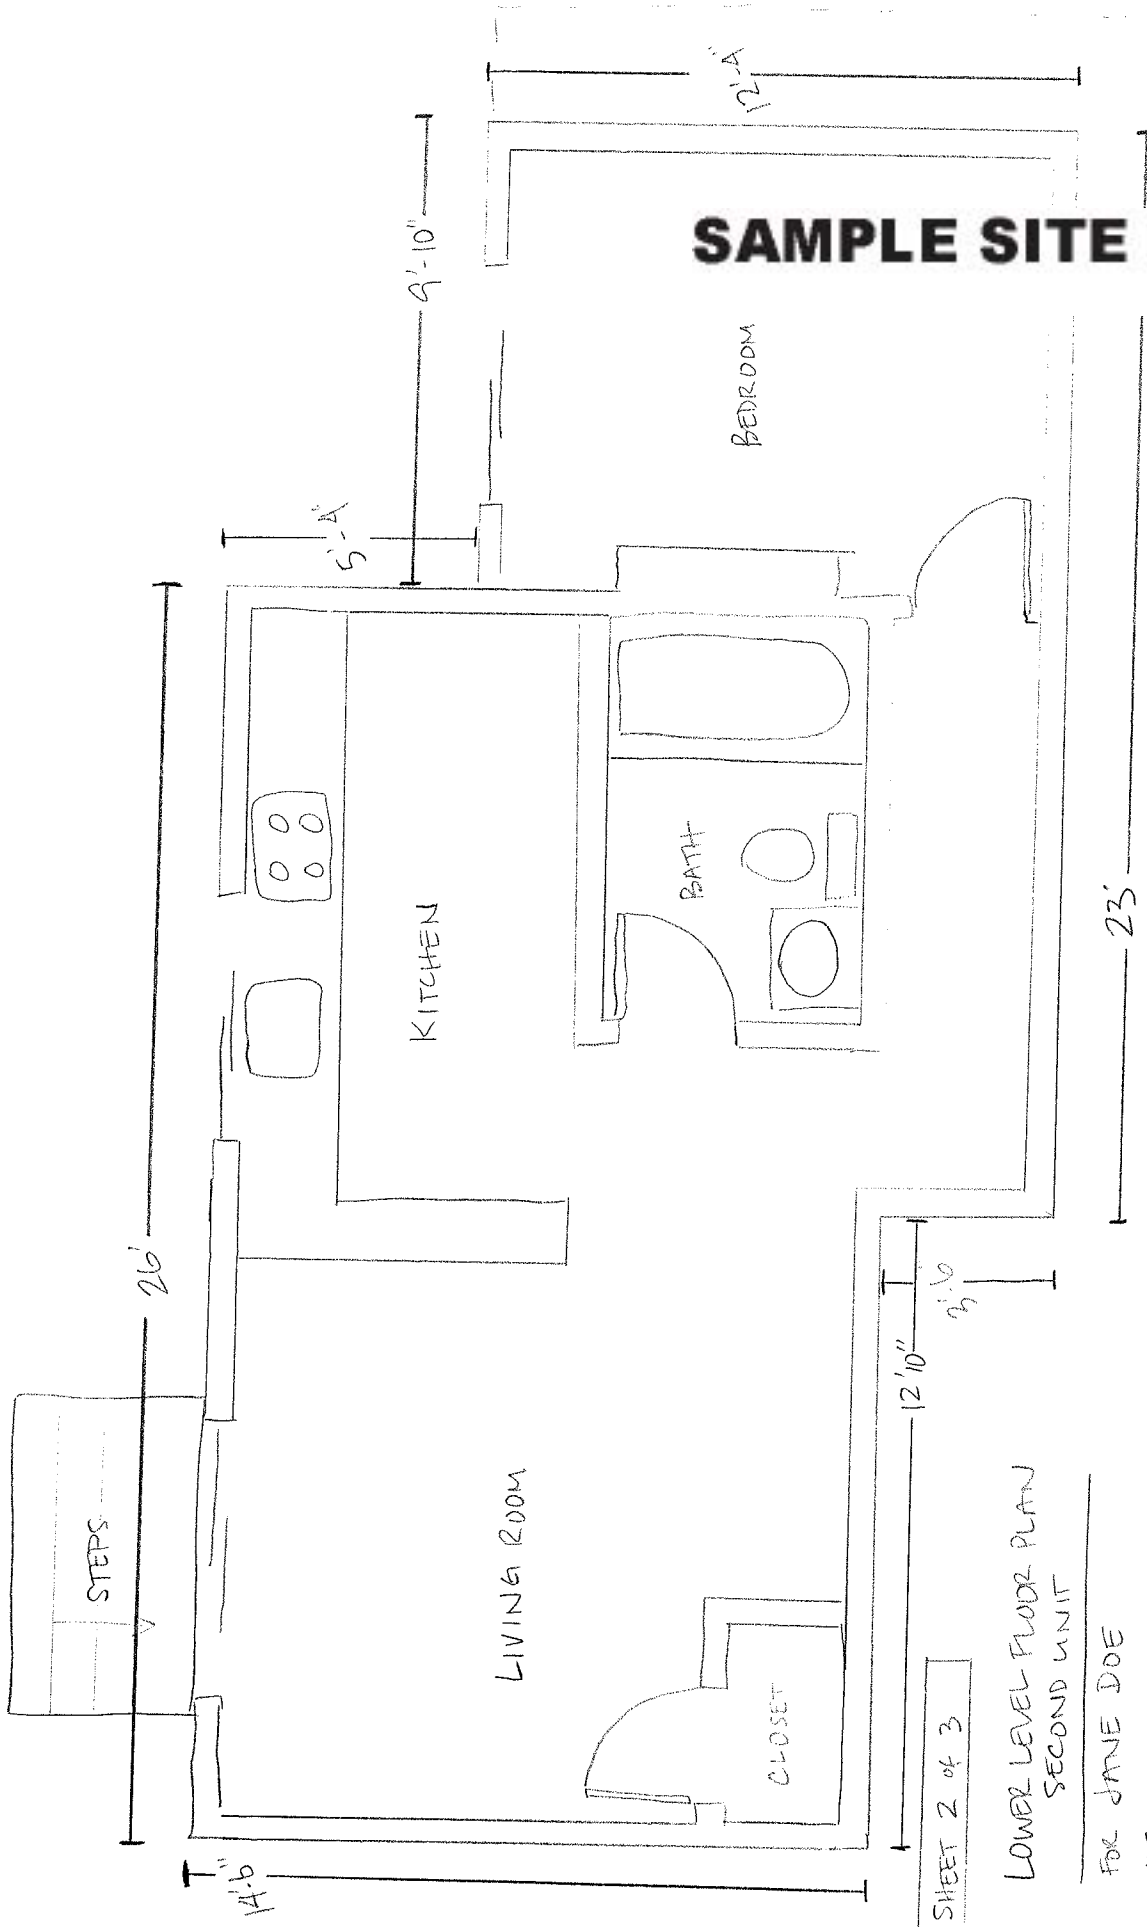 SAMPLE SITE
STEPS
26'
9'-10"
5'-4"
12'-4"
14'-6"
LIVING ROOM
KITCHEN
BATH
BEDROOM
CLOSET
12'10"
3'-6
23'
SHEET 2 of 3
LOWER LEVEL FLOOR PLAN
SECOND UNIT
FOR JANE DOE